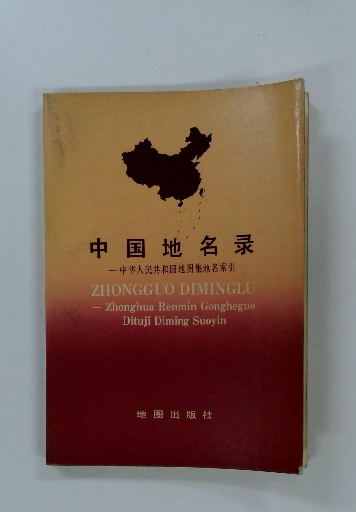 中国地名录
—中华人民共和国地图集地名索引
ZHONGGUO DIMINGLU
— Zhonghua Renmin Gongheguo
Dituji Diming Suoyin
地图出版社